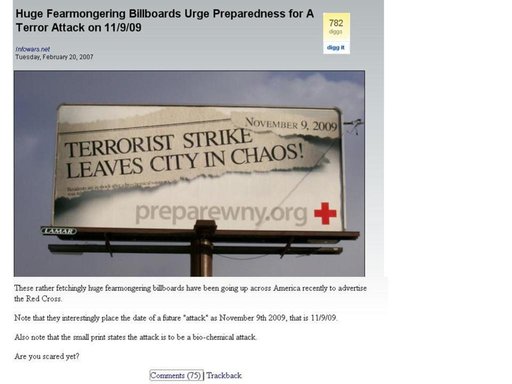 Huge Fearmongering Billboards Urge Preparedness for A
Terror Attack on 11/9/09
782
diggs
digg it
Infowars.net
Tuesday, February 20, 2007
NOVEMBER 9, 2009
TERRORIST STRIKE
LEAVES CITY IN CHAOS!
preparewny.org
LAMAR
These rather fetchingly huge fearmongering billboards have been going up across America recently to advertise
the Red Cross.
Note that they interestingly place the date of a future "attack" as November 9th 2009, that is 11/9/09.
Also note that the small print states the attack is to be a bio-chemical attack.
Are you scared yet?
Comments (75) | Trackback